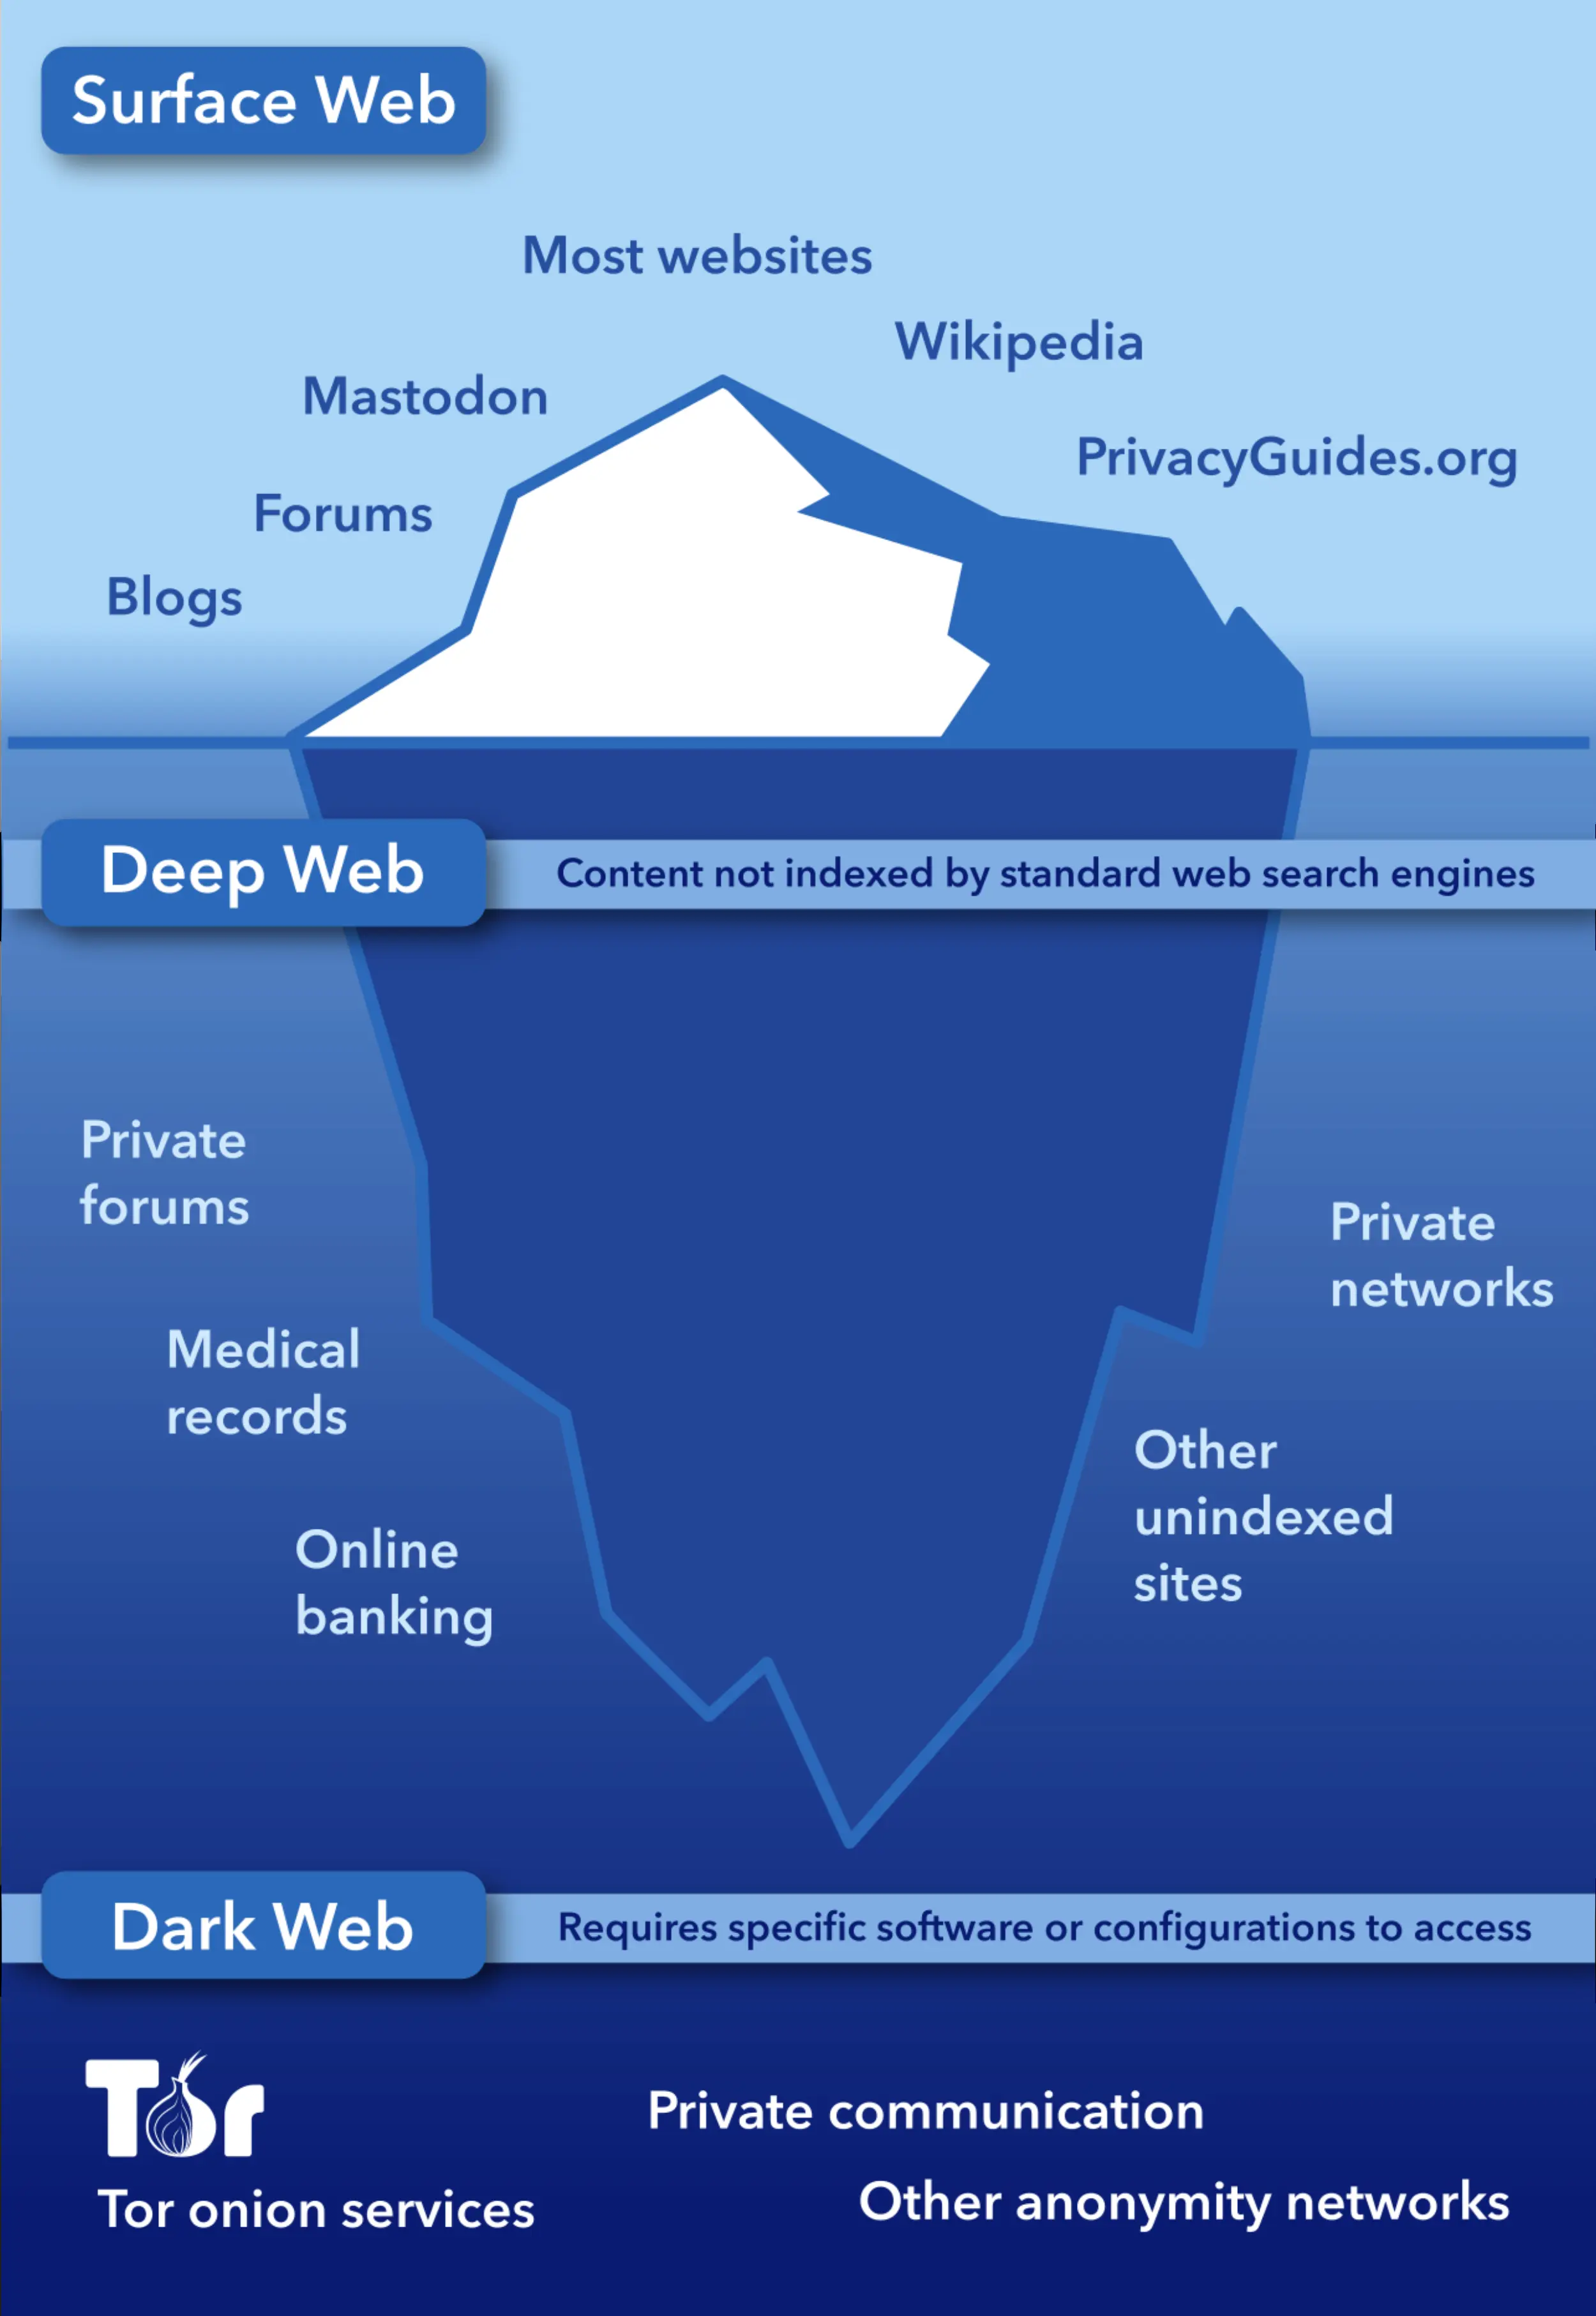 Surface Web
Most websites
Wikipedia
Mastodon
PrivacyGuides.org
Forums
Blogs
Deep Web
Content not indexed by standard web search engines
Private
forums
Private
networks
Medical
records
Other
unindexed
sites
Online
banking
Dark Web
Requires specific software or configurations to access
Tor
Tor onion services
Private communication
Other anonymity networks